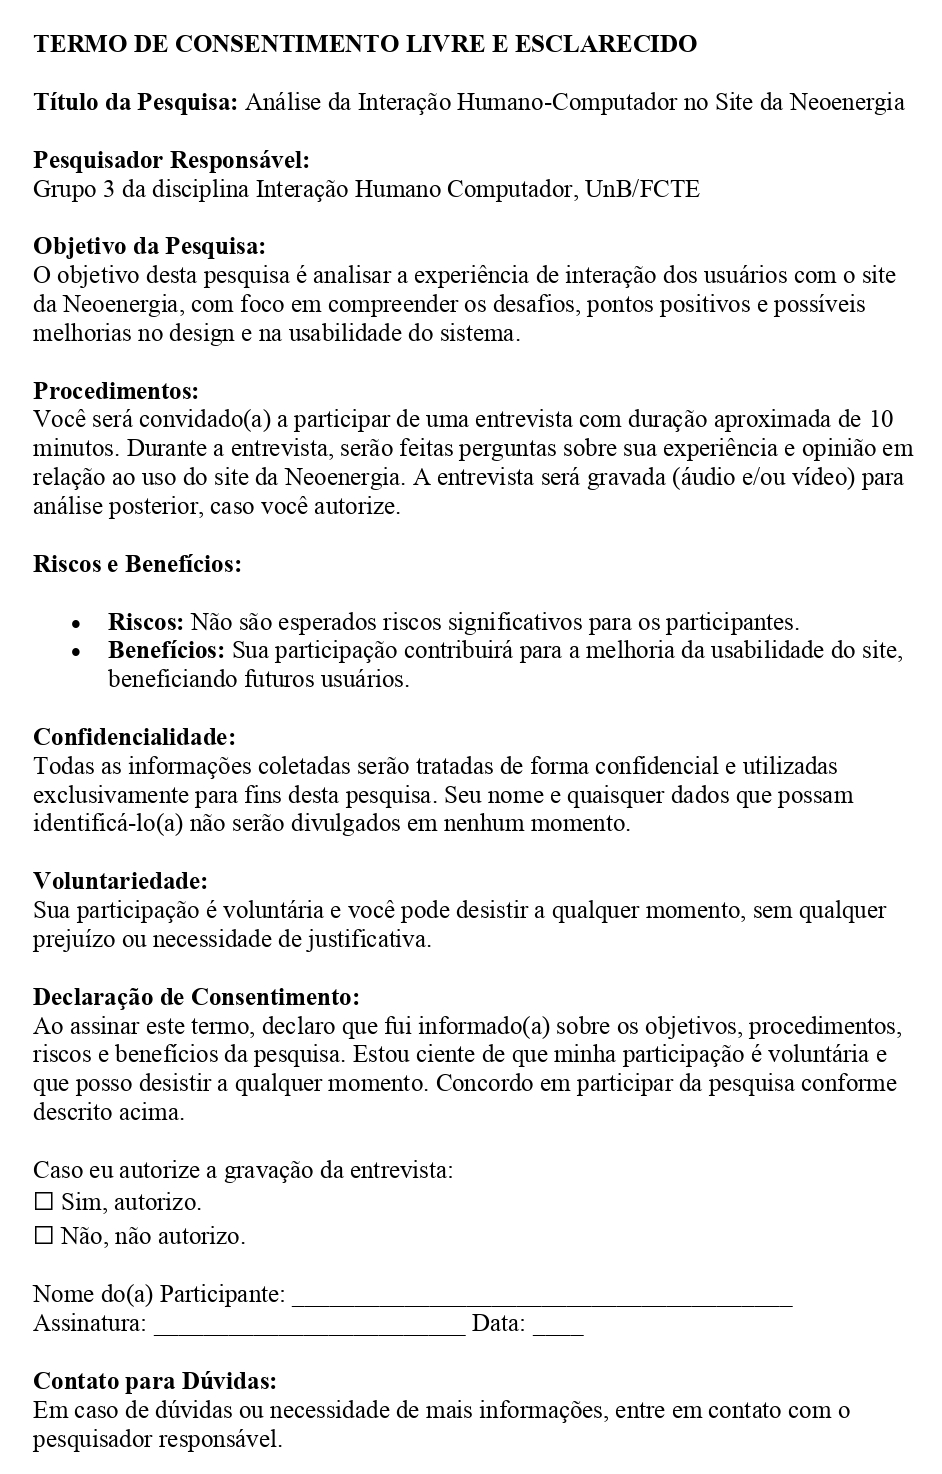 TERMO DE CONSENTIMENTO LIVRE E ESCLARECIDO
Título da Pesquisa: Análise da Interação Humano-Computador no Site da Neoenergia
Pesquisador Responsável:
Grupo 3 da disciplina Interação Humano Computador, UnB/FCTE
Objetivo da Pesquisa:
O objetivo desta pesquisa é analisar a experiência de interação dos usuários com o site
da Neoenergia, com foco em compreender os desafios, pontos positivos e possíveis
melhorias no design e na usabilidade do sistema.
Procedimentos:
Você será convidado(a) a participar de uma entrevista com duração aproximada de 10
minutos. Durante a entrevista, serão feitas perguntas sobre sua experiência e opinião em
relação ao uso do site da Neoenergia. A entrevista será gravada (áudio e/ou vídeo) para
análise posterior, caso você autorize.
Riscos e Benefícios:
• Riscos: Não são esperados riscos significativos para os participantes.
• Benefícios: Sua participação contribuirá para a melhoria da usabilidade do site,
beneficiando futuros usuários.
Confidencialidade:
Todas as informações coletadas serão tratadas de forma confidencial e utilizadas
exclusivamente para fins desta pesquisa. Seu nome e quaisquer dados que possam
identificá-lo(a) não serão divulgados em nenhum momento.
Voluntariedade:
Sua participação é voluntária e você pode desistir a qualquer momento, sem qualquer
prejuízo ou necessidade de justificativa.
Declaração de Consentimento:
Ao assinar este termo, declaro que fui informado(a) sobre os objetivos, procedimentos,
riscos e benefícios da pesquisa. Estou ciente de que minha participação é voluntária e
que posso desistir a qualquer momento. Concordo em participar da pesquisa conforme
descrito acima.
Caso eu autorize a gravação da entrevista:
☐ Sim, autorizo.
☐ Não, não autorizo.
Nome do(a) Participante: ________________________________________
Assinatura: _________________________ Data: ____
Contato para Dúvidas:
Em caso de dúvidas ou necessidade de mais informações, entre em contato com o
pesquisador responsável.